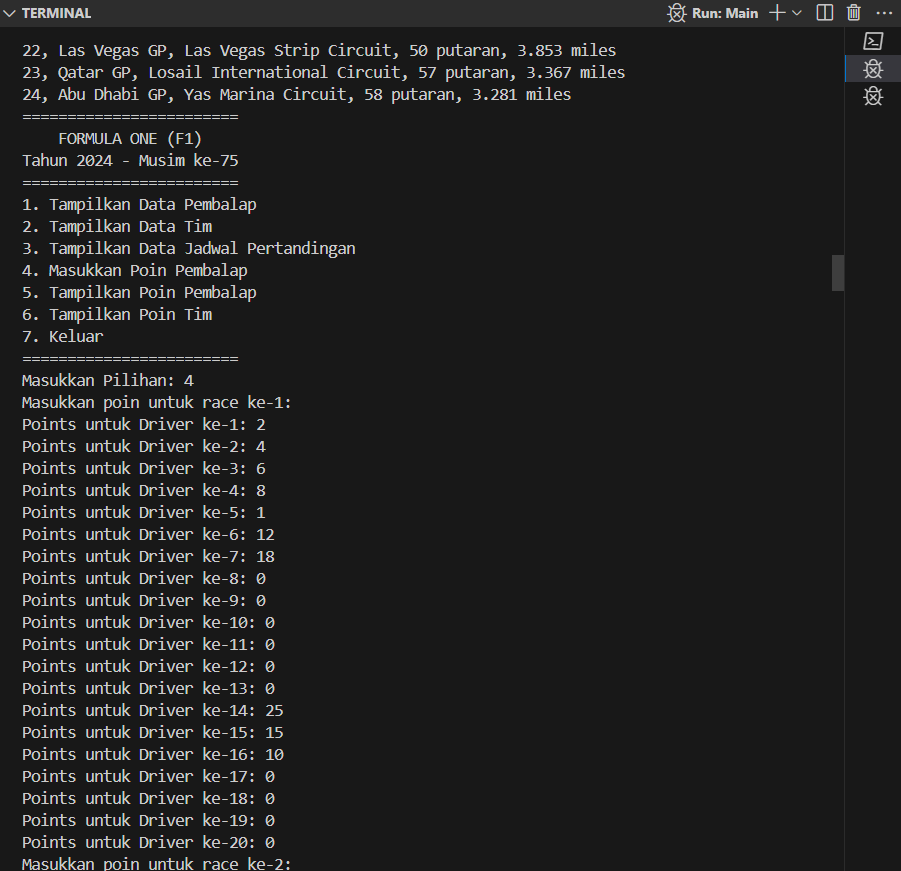 TERMINAL
Run: Main
22, Las Vegas GP, Las Vegas Strip Circuit, 50 putaran, 3.853 miles
23, Qatar GP, Losail International Circuit, 57 putaran, 3.367 miles
24, Abu Dhabi GP, Yas Marina Circuit, 58 putaran, 3.281 miles
========================
FORMULA ONE (F1)
Tahun 2024 - Musim ke-75
========================
1. Tampilkan Data Pembalap
2. Tampilkan Data Tim
3. Tampilkan Data Jadwal Pertandingan
4. Masukkan Poin Pembalap
5. Tampilkan Poin Pembalap
6. Tampilkan Poin Tim
7. Keluar
========================
Masukkan Pilihan: 4
Masukkan poin untuk race ke-1:
Points untuk Driver ke-1: 2
Points untuk Driver ke-2: 4
Points untuk Driver ke-3: 6
Points untuk Driver ke-4: 8
Points untuk Driver ke-5: 1
Points untuk Driver ke-6: 12
Points untuk Driver ke-7: 18
Points untuk Driver ke-8: 0
Points untuk Driver ke-9: 0
Points untuk Driver ke-10: 0
Points untuk Driver ke-11: 0
Points untuk Driver ke-12: 0
Points untuk Driver ke-13: 0
Points untuk Driver ke-14: 25
Points untuk Driver ke-15: 15
Points untuk Driver ke-16: 10
Points untuk Driver ke-17: 0
Points untuk Driver ke-18: 0
Points untuk Driver ke-19: 0
Points untuk Driver ke-20: 0
Masukkan poin untuk race ke-2: